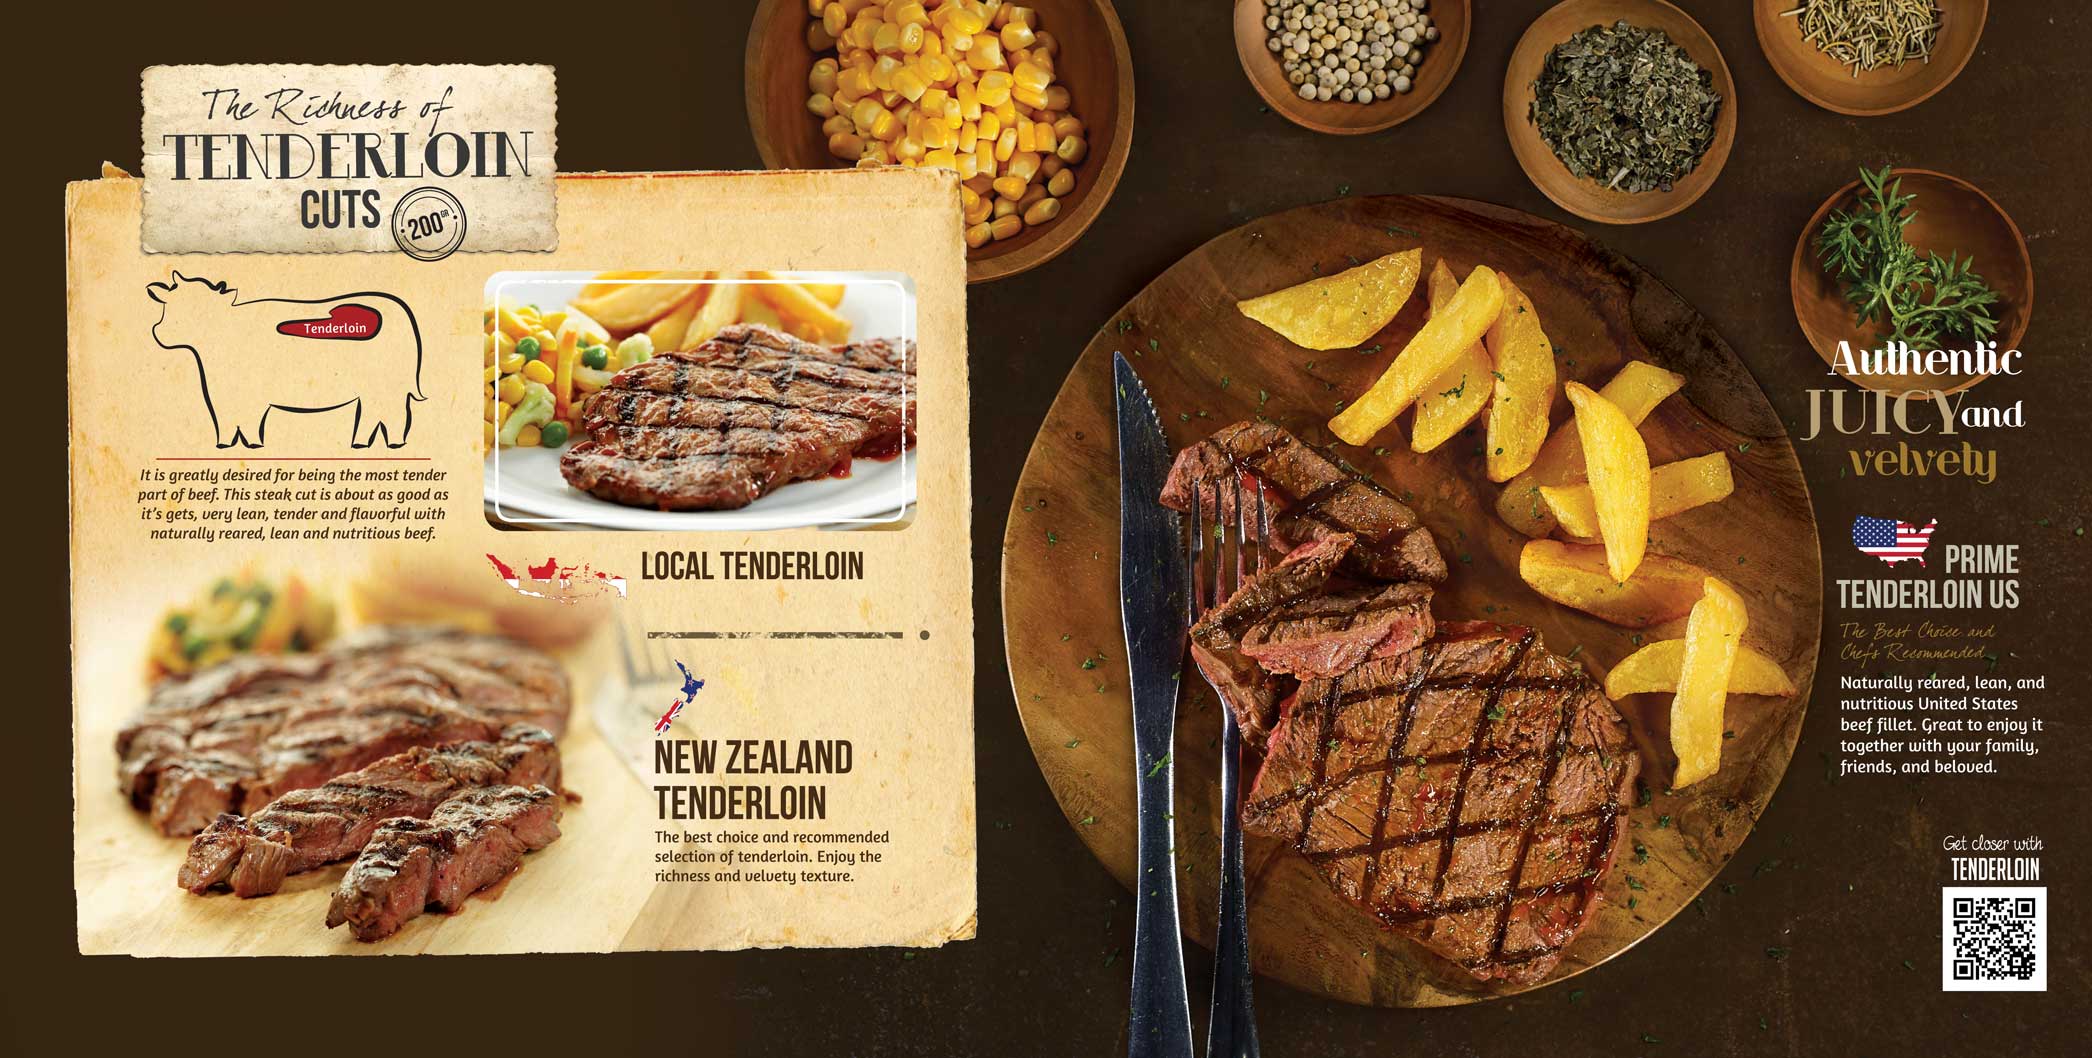 The Richness of
TENDERLOIN
CUTS
200GR
Tenderloin
It is greatly desired for being the most tender
part of beef. This steak cut is about as good as
it's gets, very lean, tender and flavorful with
naturally reared, lean and nutritious beef.
LOCAL TENDERLOIN
NEW ZEALAND
TENDERLOIN
The best choice and recommended
selection of tenderloin. Enjoy the
richness and velvety texture.
Authentic
JUICY and
velvety
PRIME
TENDERLOIN US
The Best Choice and
Chefs Recommended
Naturally reared, lean, and
nutritious United States
beef fillet. Great to enjoy it
together with your family,
friends, and beloved.
Get closer with
TENDERLOIN